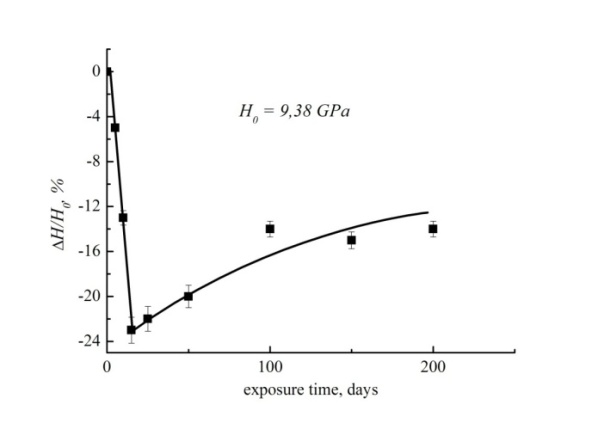 0
-4
-8
-12
-16
-20
-24
ΔH/H₀, %
H₀ = 9,38 GPa
0 100 200
exposure time, days